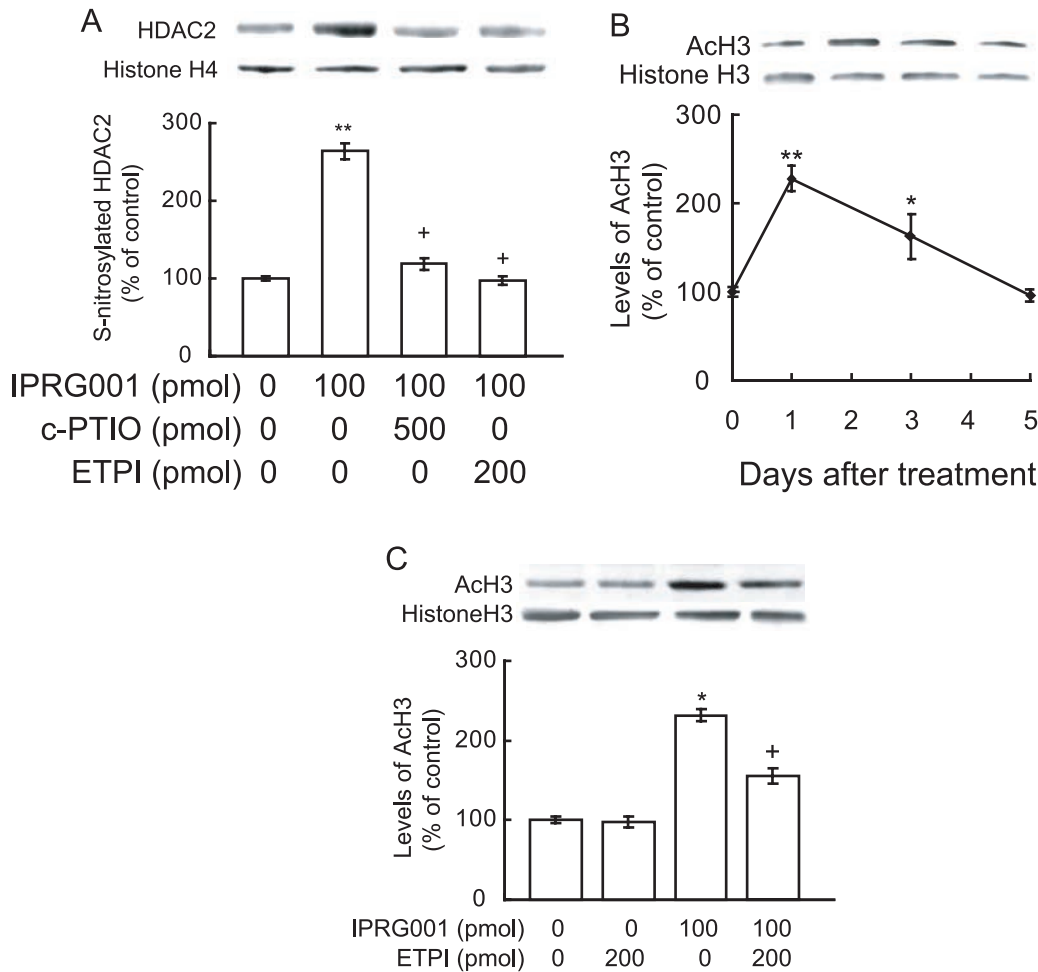 A
HDAC2
Histone H4
S-nitrosylated HDAC2
(% of control)
300
200
100
0
**
+
+
IPRG001 (pmol) 0 100 100 100
c-PTIO (pmol) 0 0 500 0
ETPI (pmol) 0 0 0 200
B
AcH3
Histone H3
Levels of AcH3
(% of control)
300
200
100
0
**
*
0 1 2 3 4 5
Days after treatment
C
AcH3
HistoneH3
Levels of AcH3
(% of control)
300
200
100
0
*
+
IPRG001 (pmol) 0 0 100 100
ETPI (pmol) 0 200 0 200